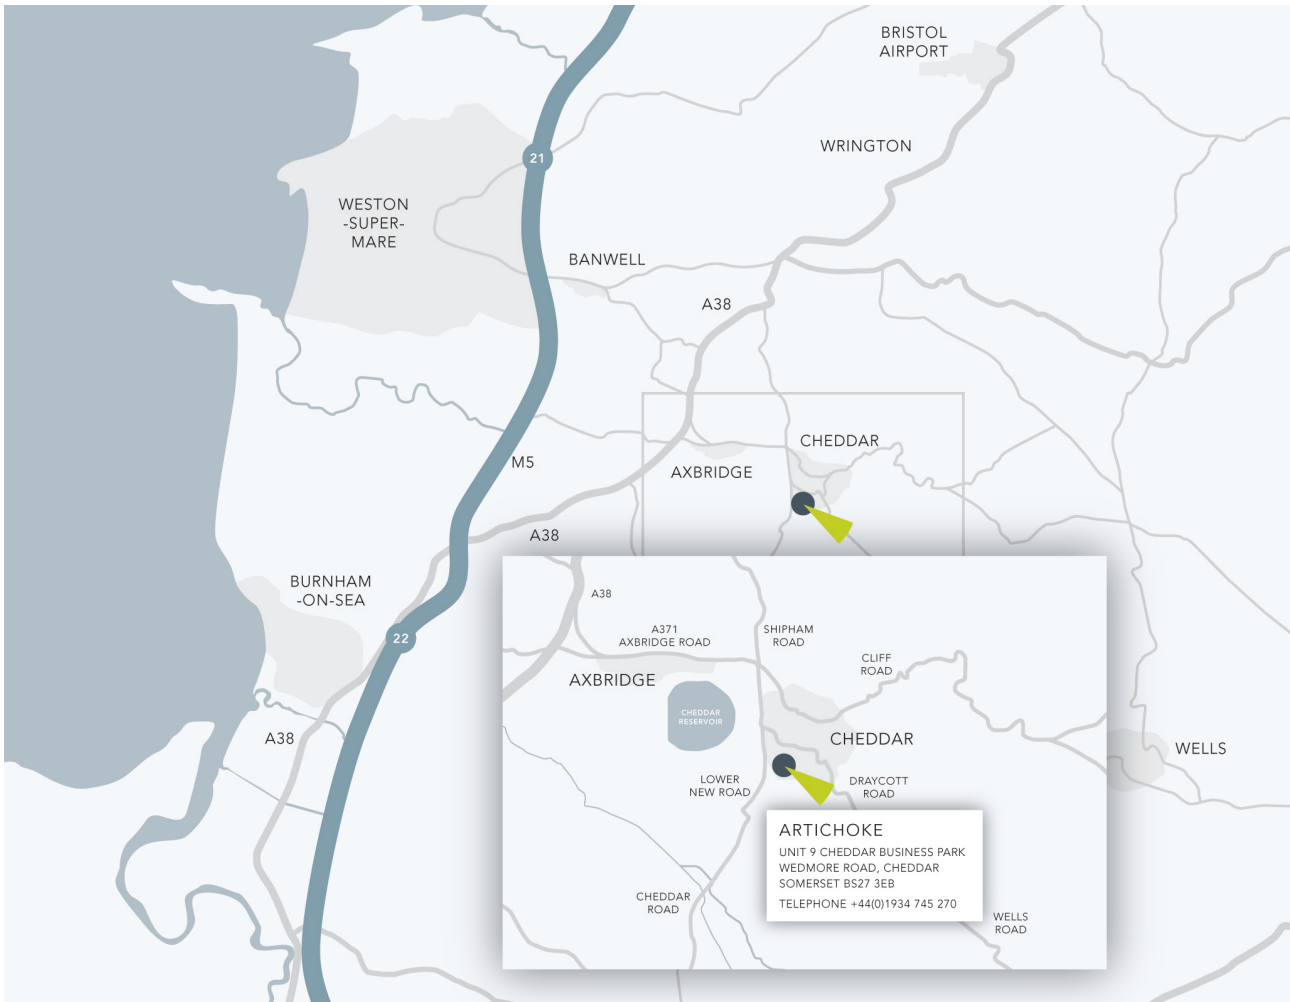 BRISTOL
AIRPORT
WRINGTON
21
WESTON
-SUPER-
MARE
BANWELL
A38
CHEDDAR
AXBRIDGE
M5
A38
BURNHAM
-ON-SEA
22
A38
WELLS
A38
A371
AXBRIDGE ROAD
SHIPHAM
ROAD
CLIFF
ROAD
AXBRIDGE
CHEDDAR
RESERVOIR
CHEDDAR
LOWER
NEW ROAD
DRAYCOTT
ROAD
ARTICHOKE
UNIT 9 CHEDDAR BUSINESS PARK
WEDMORE ROAD, CHEDDAR
SOMERSET BS27 3EB
TELEPHONE +44(0)1934 745 270
CHEDDAR
ROAD
WELLS
ROAD